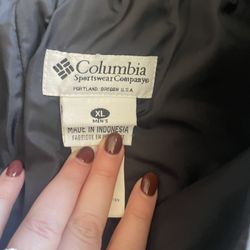 Columbia
Sportswear Company
PORTLAND, OREGON U.S.A.
XL
MEN'S
MADE IN INDONESIA